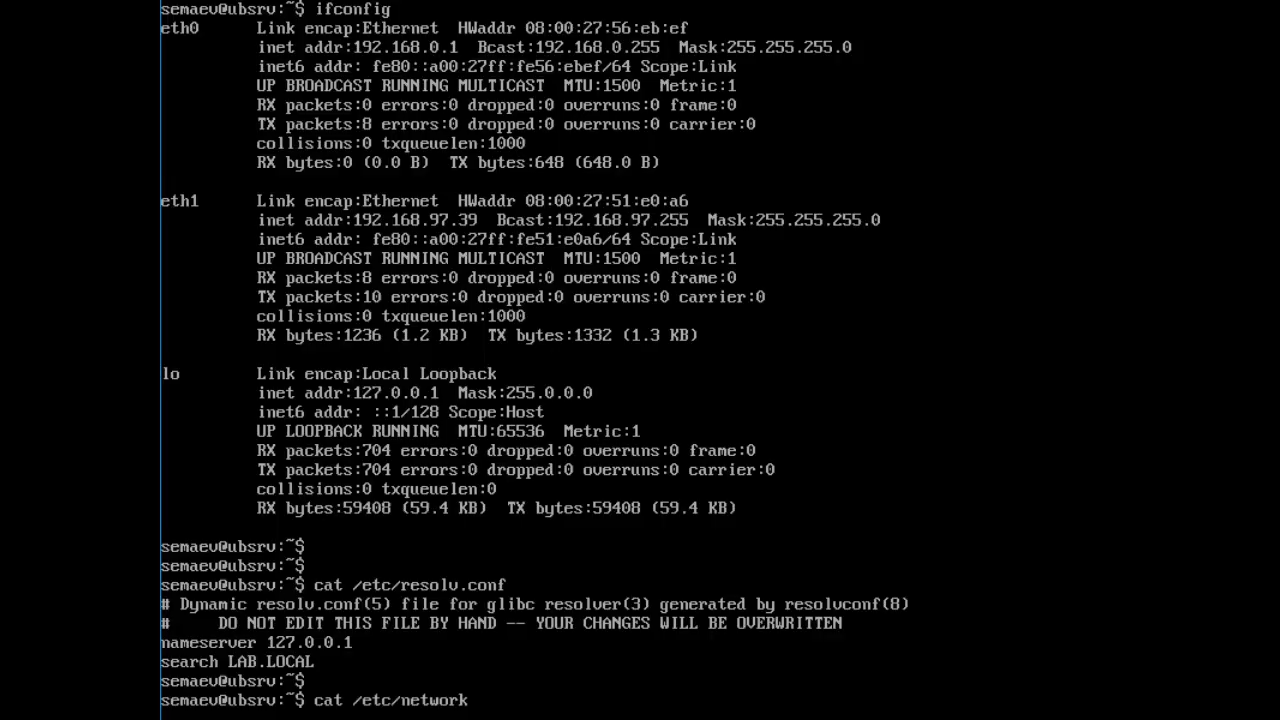 semaev@ubsrv:~$ ifconfig
eth0      Link encap:Ethernet  HWaddr 08:00:27:56:eb:ef
          inet addr:192.168.0.1  Bcast:192.168.0.255  Mask:255.255.255.0
          inet6 addr: fe80::a00:27ff:fe56:ebef/64 Scope:Link
          UP BROADCAST RUNNING MULTICAST  MTU:1500  Metric:1
          RX packets:0 errors:0 dropped:0 overruns:0 frame:0
          TX packets:8 errors:0 dropped:0 overruns:0 carrier:0
          collisions:0 txqueuelen:1000
          RX bytes:0 (0.0 B)  TX bytes:648 (648.0 B)

eth1      Link encap:Ethernet  HWaddr 08:00:27:51:e0:a6
          inet addr:192.168.97.39  Bcast:192.168.97.255  Mask:255.255.255.0
          inet6 addr: fe80::a00:27ff:fe51:e0a6/64 Scope:Link
          UP BROADCAST RUNNING MULTICAST  MTU:1500  Metric:1
          RX packets:8 errors:0 dropped:0 overruns:0 frame:0
          TX packets:10 errors:0 dropped:0 overruns:0 carrier:0
          collisions:0 txqueuelen:1000
          RX bytes:1236 (1.2 KB)  TX bytes:1332 (1.3 KB)

lo        Link encap:Local Loopback
          inet addr:127.0.0.1  Mask:255.0.0.0
          inet6 addr: ::1/128 Scope:Host
          UP LOOPBACK RUNNING  MTU:65536  Metric:1
          RX packets:704 errors:0 dropped:0 overruns:0 frame:0
          TX packets:704 errors:0 dropped:0 overruns:0 carrier:0
          collisions:0 txqueuelen:0
          RX bytes:59408 (59.4 KB)  TX bytes:59408 (59.4 KB)

semaev@ubsrv:~$
semaev@ubsrv:~$
semaev@ubsrv:~$ cat /etc/resolv.conf
# Dynamic resolv.conf(5) file for glibc resolver(3) generated by resolvconf(8)
#     DO NOT EDIT THIS FILE BY HAND -- YOUR CHANGES WILL BE OVERWRITTEN
nameserver 127.0.0.1
search LAB.LOCAL
semaev@ubsrv:~$
semaev@ubsrv:~$ cat /etc/network